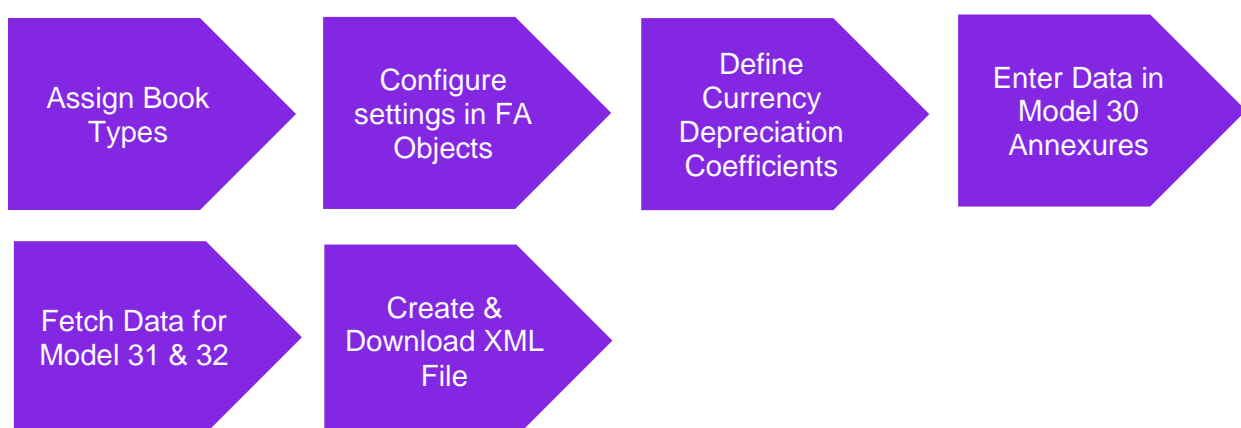 Assign Book
Types
Configure
settings in FA
Objects
Define
Currency
Depreciation
Coefficients
Enter Data in
Model 30
Annexures
Fetch Data for
Model 31 & 32
Create &
Download XML
File